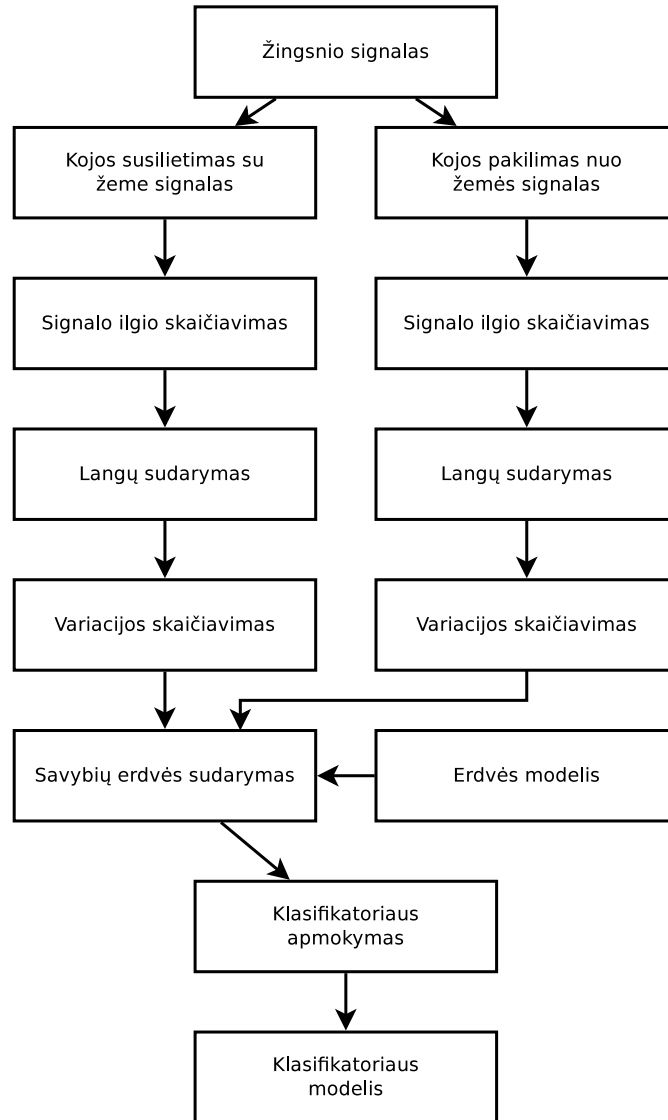 Žingsnio signalas
Kojos susilietimas su
žeme signalas
Kojos pakilimas nuo
žemės signalas
Signalo ilgio skaičiavimas
Signalo ilgio skaičiavimas
Langų sudarymas
Langų sudarymas
Variacijos skaičiavimas
Variacijos skaičiavimas
Savybių erdvės sudarymas
Erdvės modelis
Klasifikatoriaus
apmokymas
Klasifikatoriaus
modelis